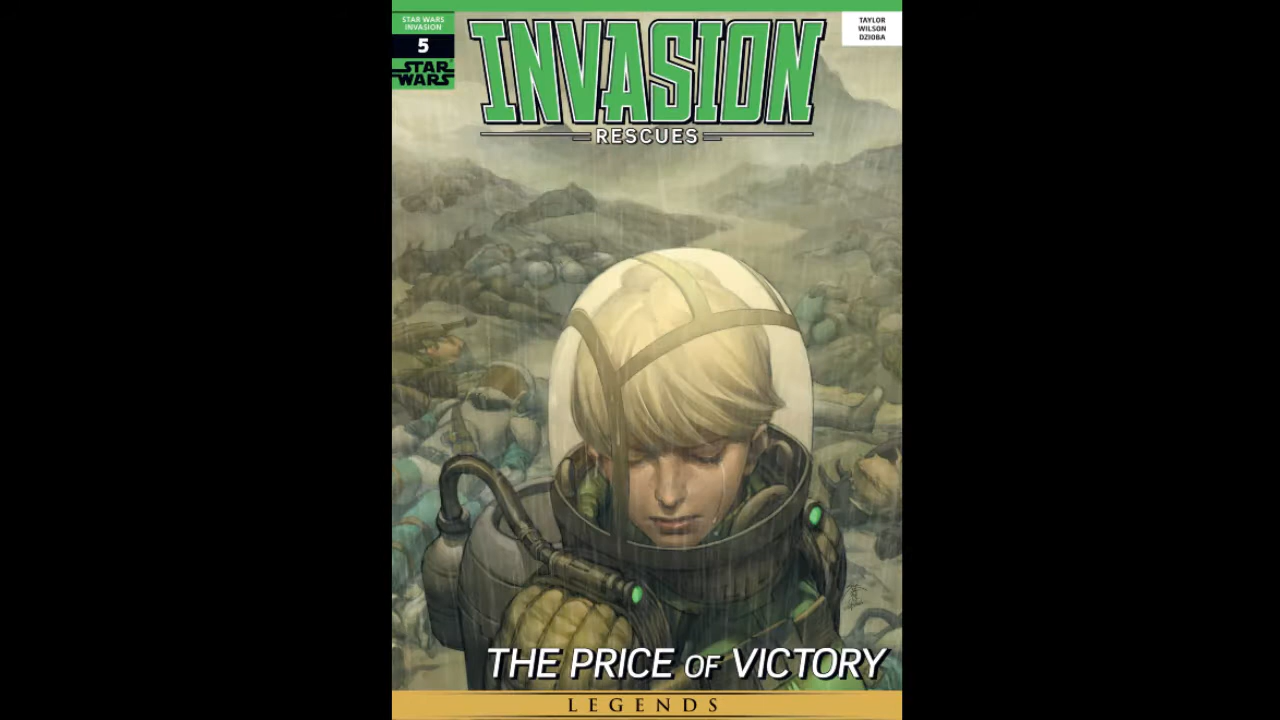 STAR WARS
INVASION
5
STAR
WARS
INVASION
RESCUES
TAYLOR
WILSON
DZIOBA
THE PRICE OF VICTORY
LEGENDS